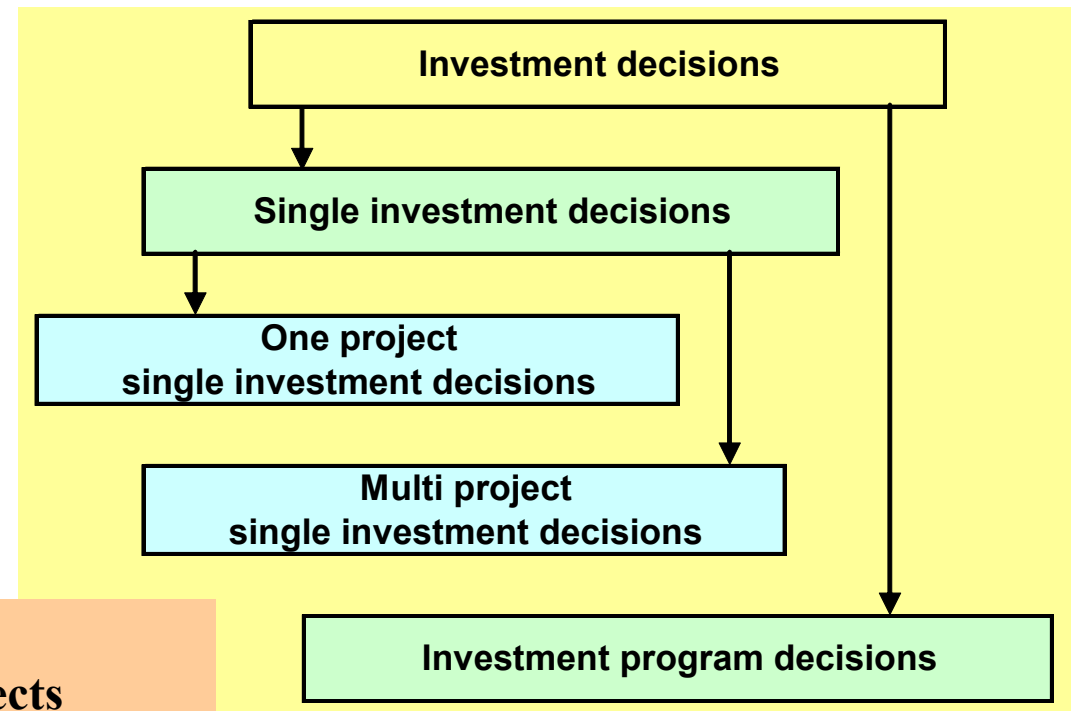 Investment decisions
Single investment decisions
One project
single investment decisions
Multi project
single investment decisions
Investment program decisions